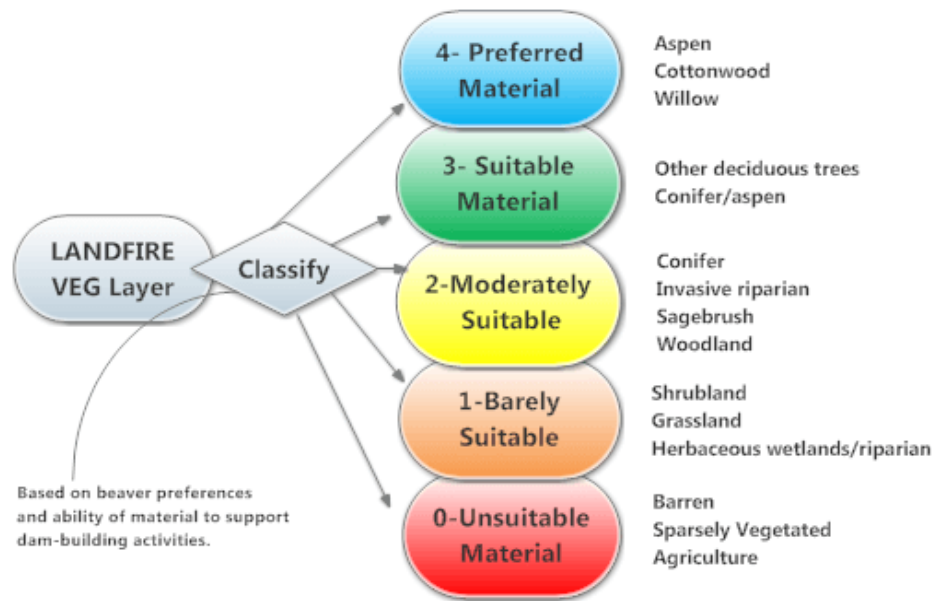 4- Preferred
Material
Aspen
Cottonwood
Willow
3- Suitable
Material
Other deciduous trees
Conifer/aspen
LANDFIRE
VEG Layer
Classify
2-Moderately
Suitable
Conifer
Invasive riparian
Sagebrush
Woodland
1-Barely
Suitable
Shrubland
Grassland
Herbaceous wetlands/riparian
Based on beaver preferences
and ability of material to support
dam-building activities.
0-Unsuitable
Material
Barren
Sparsely Vegetated
Agriculture